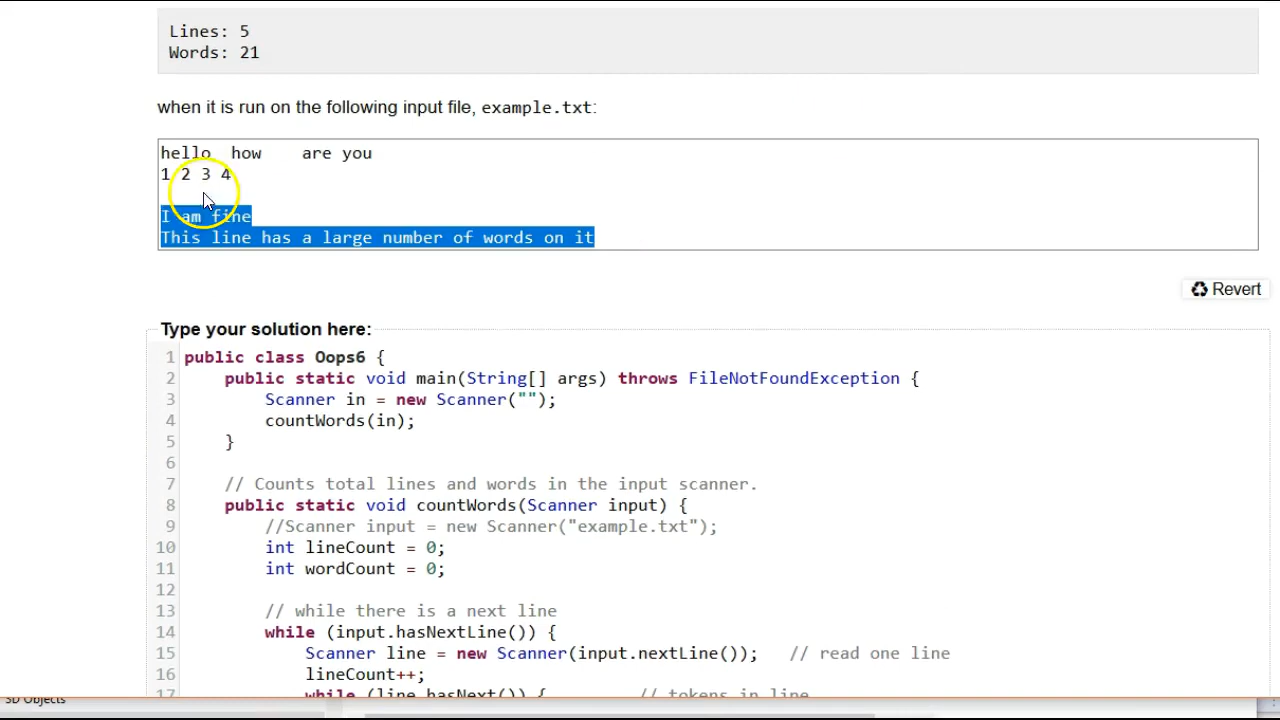 Lines: 5
Words: 21
when it is run on the following input file, example.txt:
hello  how    are you
1 2 3 4
I am fine
This line has a large number of words on it
Revert
Type your solution here:
1 public class Oops6 {
2     public static void main(String[] args) throws FileNotFoundException {
3         Scanner in = new Scanner("");
4         countWords(in);
5     }
6
7     // Counts total lines and words in the input scanner.
8     public static void countWords(Scanner input) {
9         //Scanner input = new Scanner("example.txt");
10         int lineCount = 0;
11         int wordCount = 0;
12
13         // while there is a next line
14         while (input.hasNextLine()) {
15             Scanner line = new Scanner(input.nextLine());   // read one line
16             lineCount++;
17             while (line.hasNext()) {         // tokens in line
3D Objects